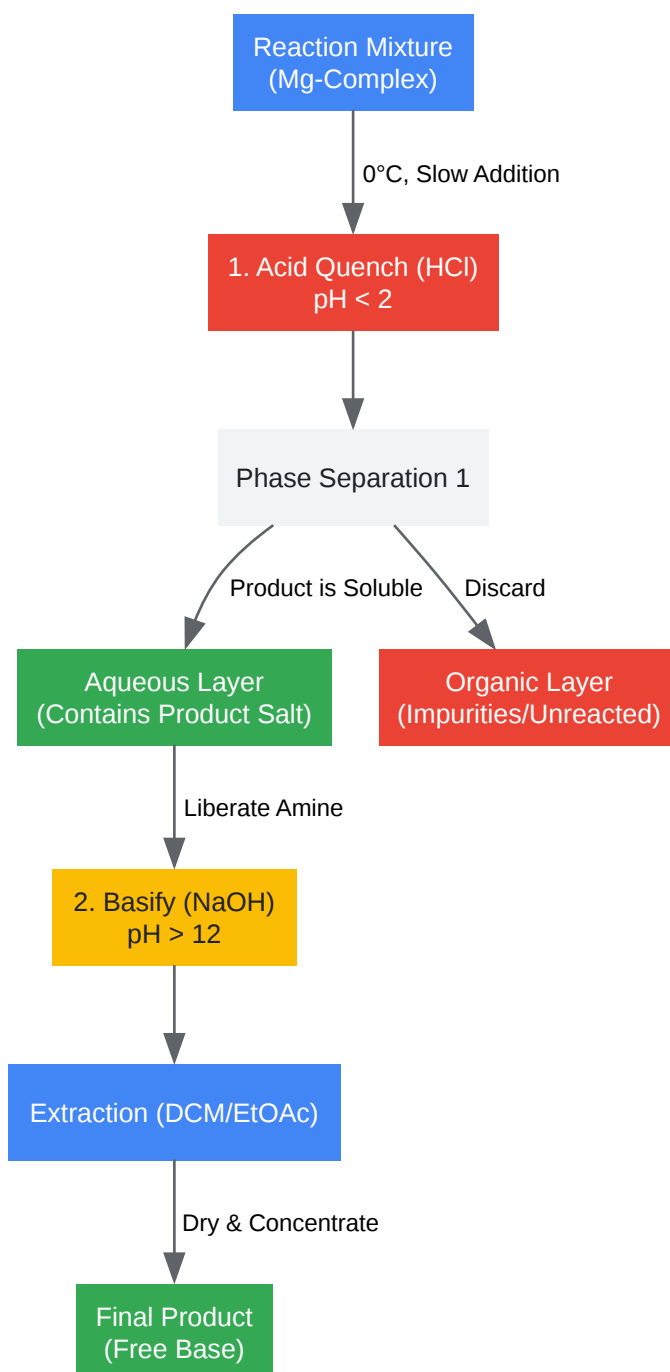 Reaction Mixture
(Mg-Complex)
0°C, Slow Addition
1. Acid Quench (HCl)
pH < 2
Phase Separation 1
Product is Soluble
Discard
Aqueous Layer
(Contains Product Salt)
Organic Layer
(Impurities/Unreacted)
Liberate Amine
2. Basify (NaOH)
pH > 12
Extraction (DCM/EtOAc)
Dry & Concentrate
Final Product
(Free Base)